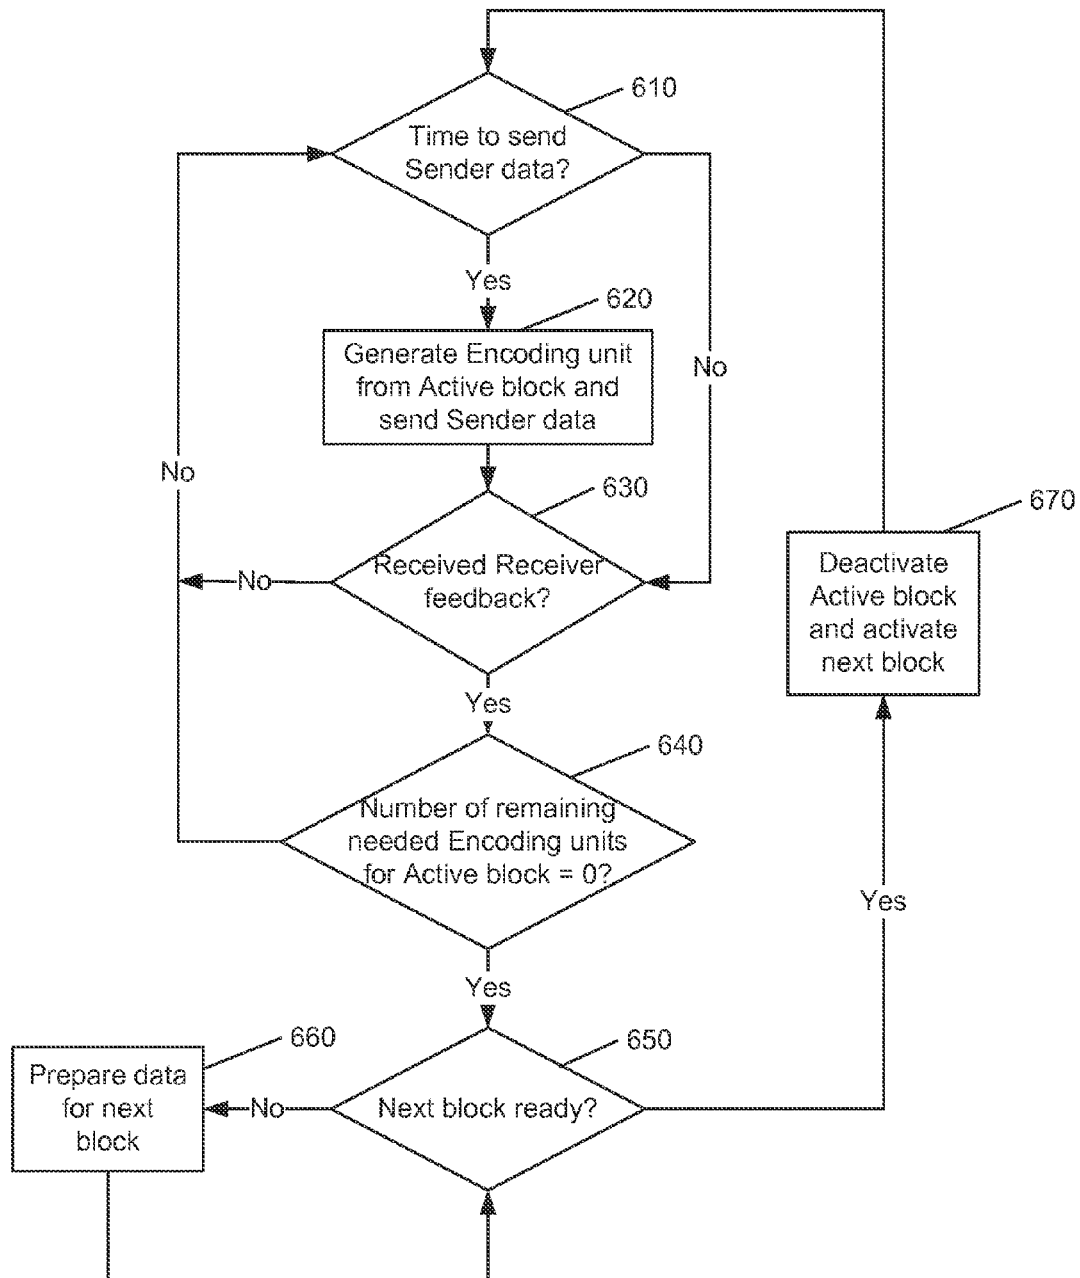 610
Time to send
Sender data?
Yes
620
Generate Encoding unit
from Active block and
send Sender data
No
No
630
Received Receiver
feedback?
No
670
Deactivate
Active block
and activate
next block
Yes
640
Number of remaining
needed Encoding units
for Active block = 0?
Yes
Yes
660
Prepare data
for next
block
650
Next block ready?
No